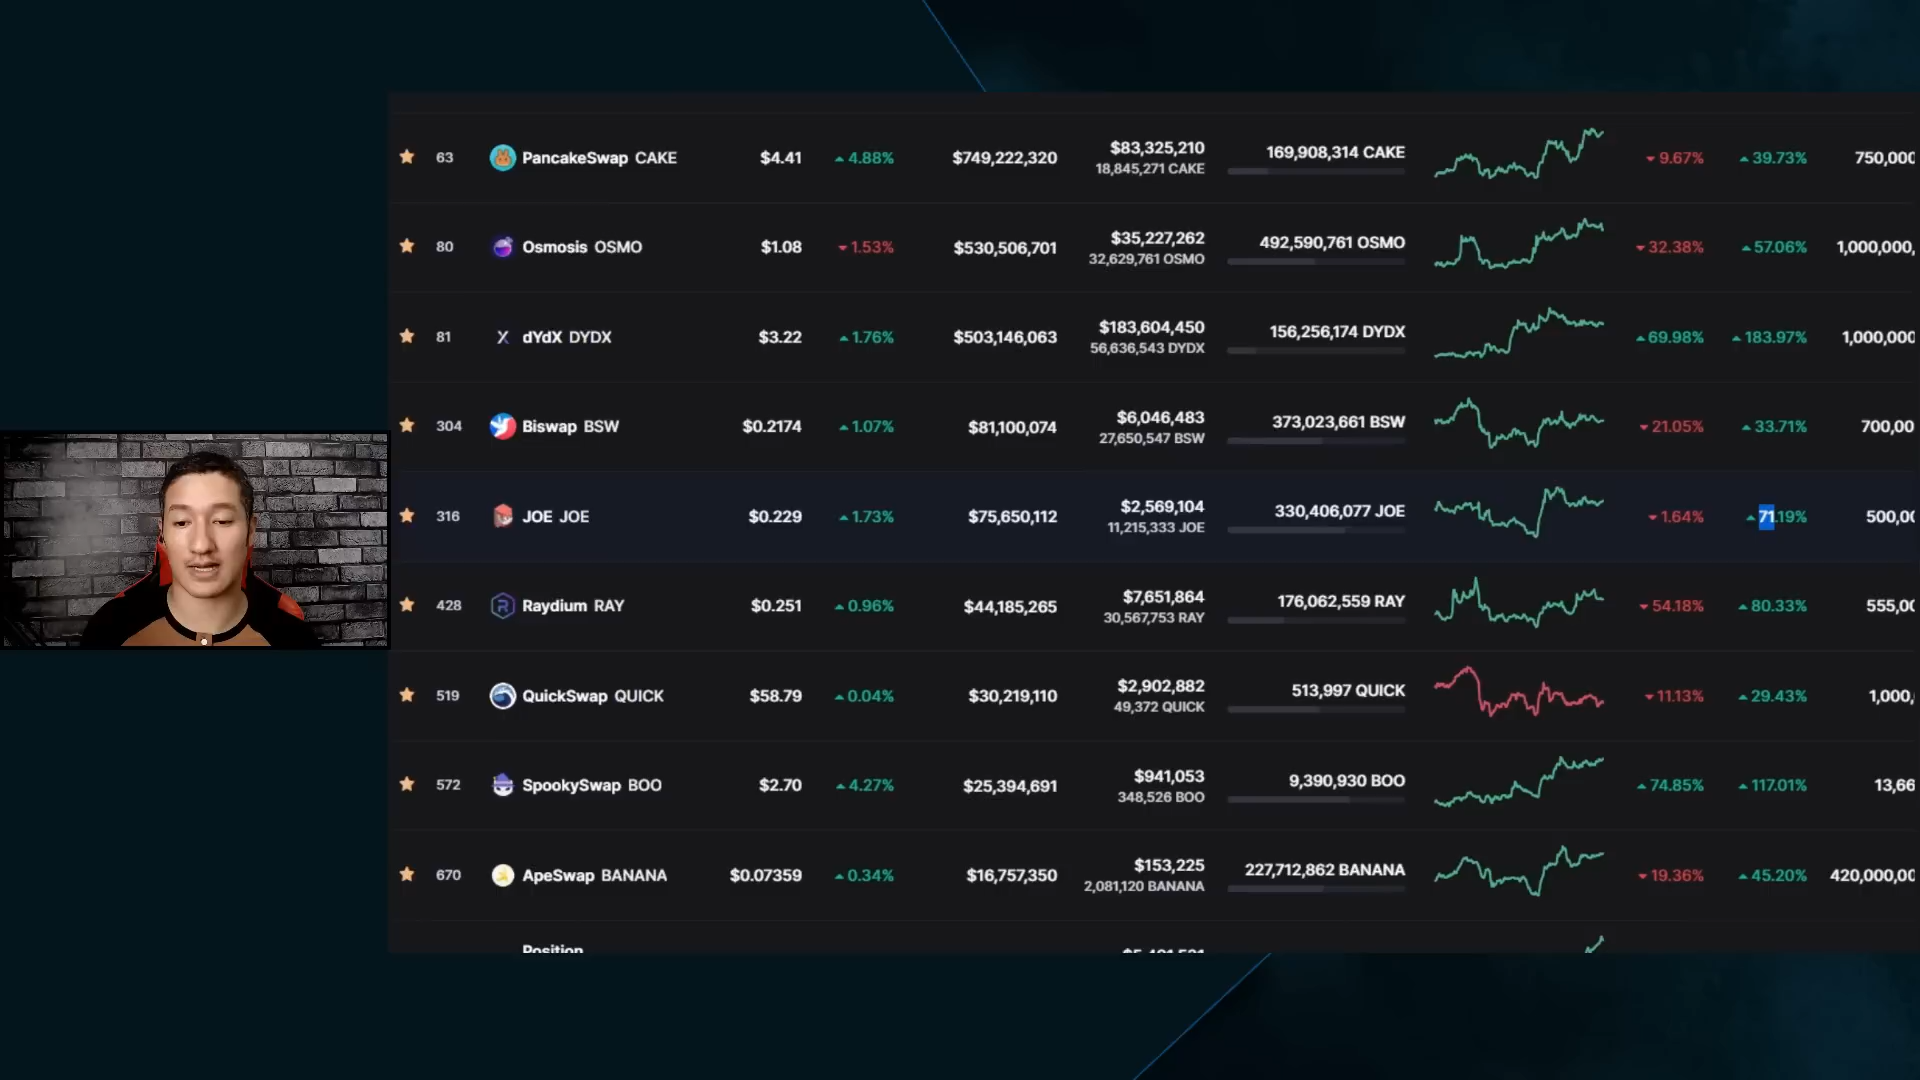 63 PancakeSwap CAKE $4.41 4.88% $749,222,320 $83,325,210 18,845,271 CAKE 169,908,314 CAKE 9.67% 39.73% 750,000
80 Osmosis OSMO $1.08 1.53% $530,506,701 $35,227,262 32,629,761 OSMO 492,590,761 OSMO 32.38% 57.06% 1,000,000,
81 dYdX DYDX $3.22 1.76% $503,146,063 $183,604,450 56,636,543 DYDX 156,256,174 DYDX 69.98% 183.97% 1,000,000
304 Biswap BSW $0.2174 1.07% $81,100,074 $6,046,483 27,650,547 BSW 373,023,661 BSW 21.05% 33.71% 700,00
316 JOE JOE $0.229 1.73% $75,650,112 $2,569,104 11,215,333 JOE 330,406,077 JOE 1.64% 71.19% 500,00
428 Raydium RAY $0.251 0.96% $44,185,265 $7,651,864 30,567,753 RAY 176,062,559 RAY 54.18% 80.33% 555,00
519 QuickSwap QUICK $58.79 0.04% $30,219,110 $2,902,882 49,372 QUICK 513,997 QUICK 11.13% 29.43% 1,000,
572 SpookySwap BOO $2.70 4.27% $25,394,691 $941,053 348,526 BOO 9,390,930 BOO 74.85% 117.01% 13,66
670 ApeSwap BANANA $0.07359 0.34% $16,757,350 $153,225 2,081,120 BANANA 227,712,862 BANANA 19.36% 45.20% 420,000,00
Position